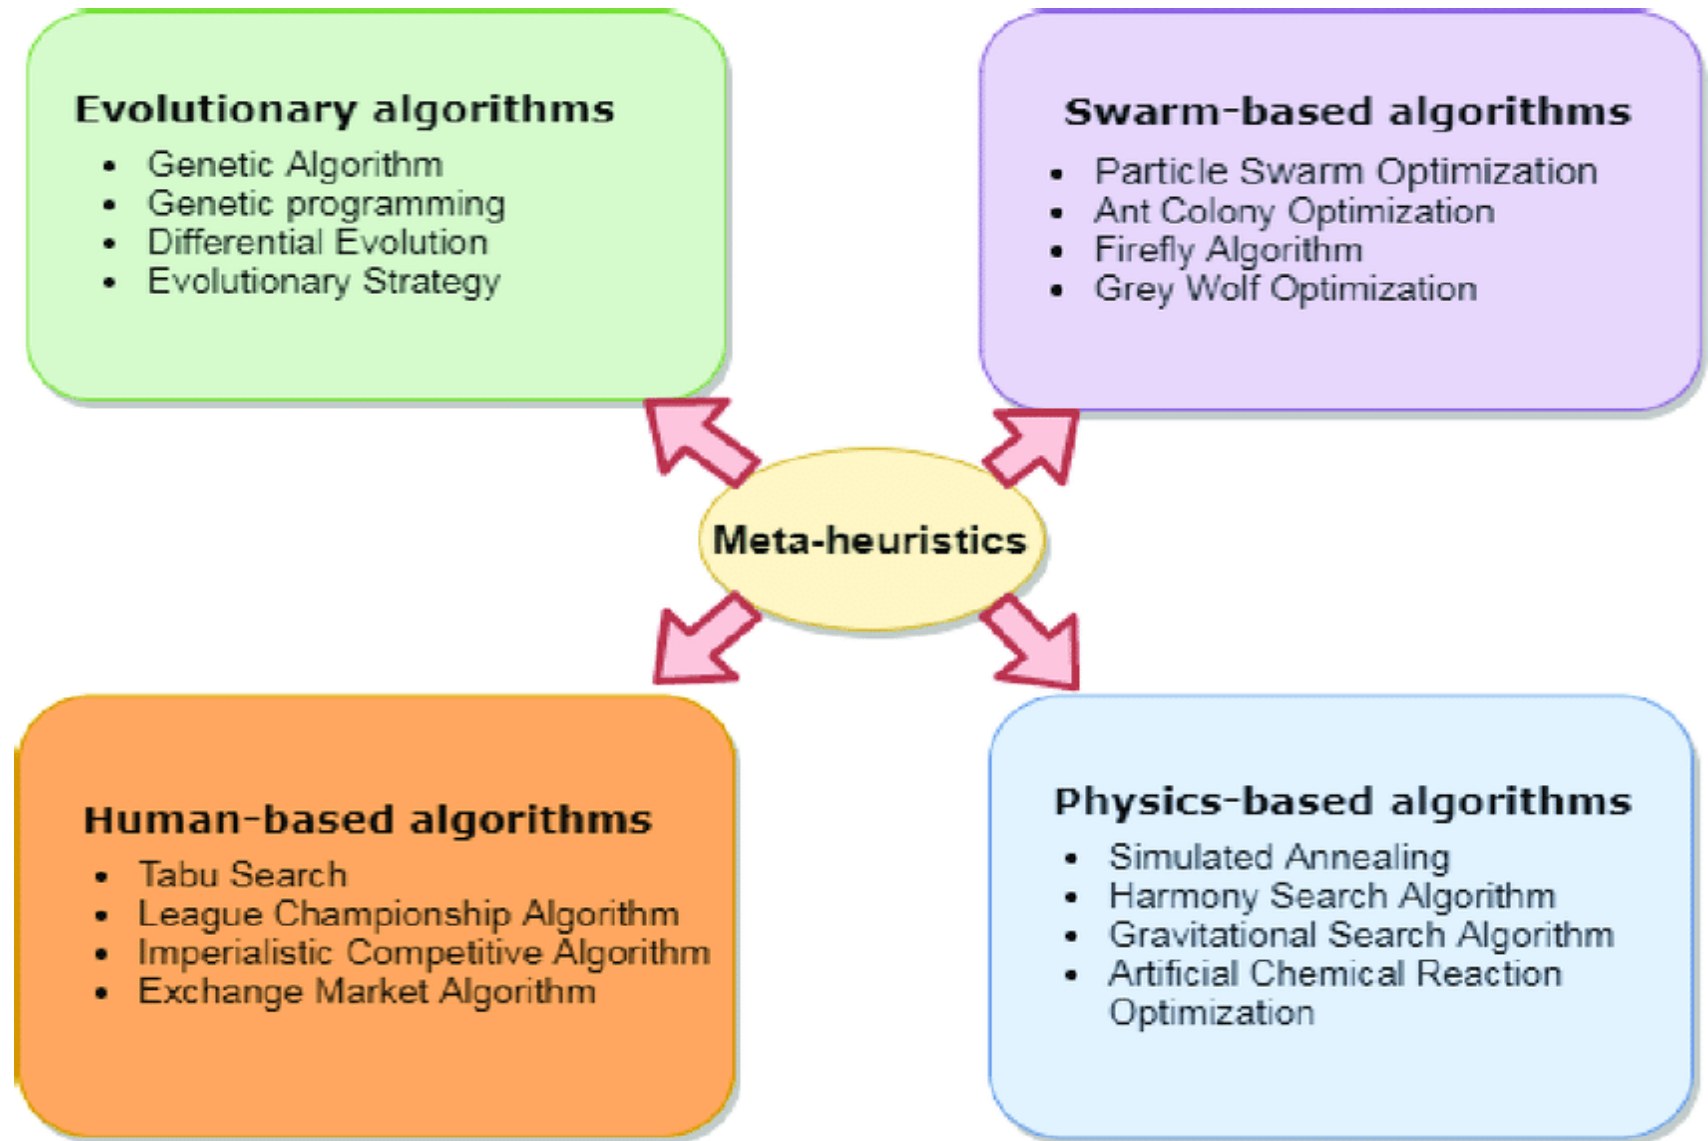 Evolutionary algorithms
• Genetic Algorithm
• Genetic programming
• Differential Evolution
• Evolutionary Strategy
Swarm-based algorithms
• Particle Swarm Optimization
• Ant Colony Optimization
• Firefly Algorithm
• Grey Wolf Optimization
Meta-heuristics
Human-based algorithms
• Tabu Search
• League Championship Algorithm
• Imperialistic Competitive Algorithm
• Exchange Market Algorithm
Physics-based algorithms
• Simulated Annealing
• Harmony Search Algorithm
• Gravitational Search Algorithm
• Artificial Chemical Reaction
Optimization